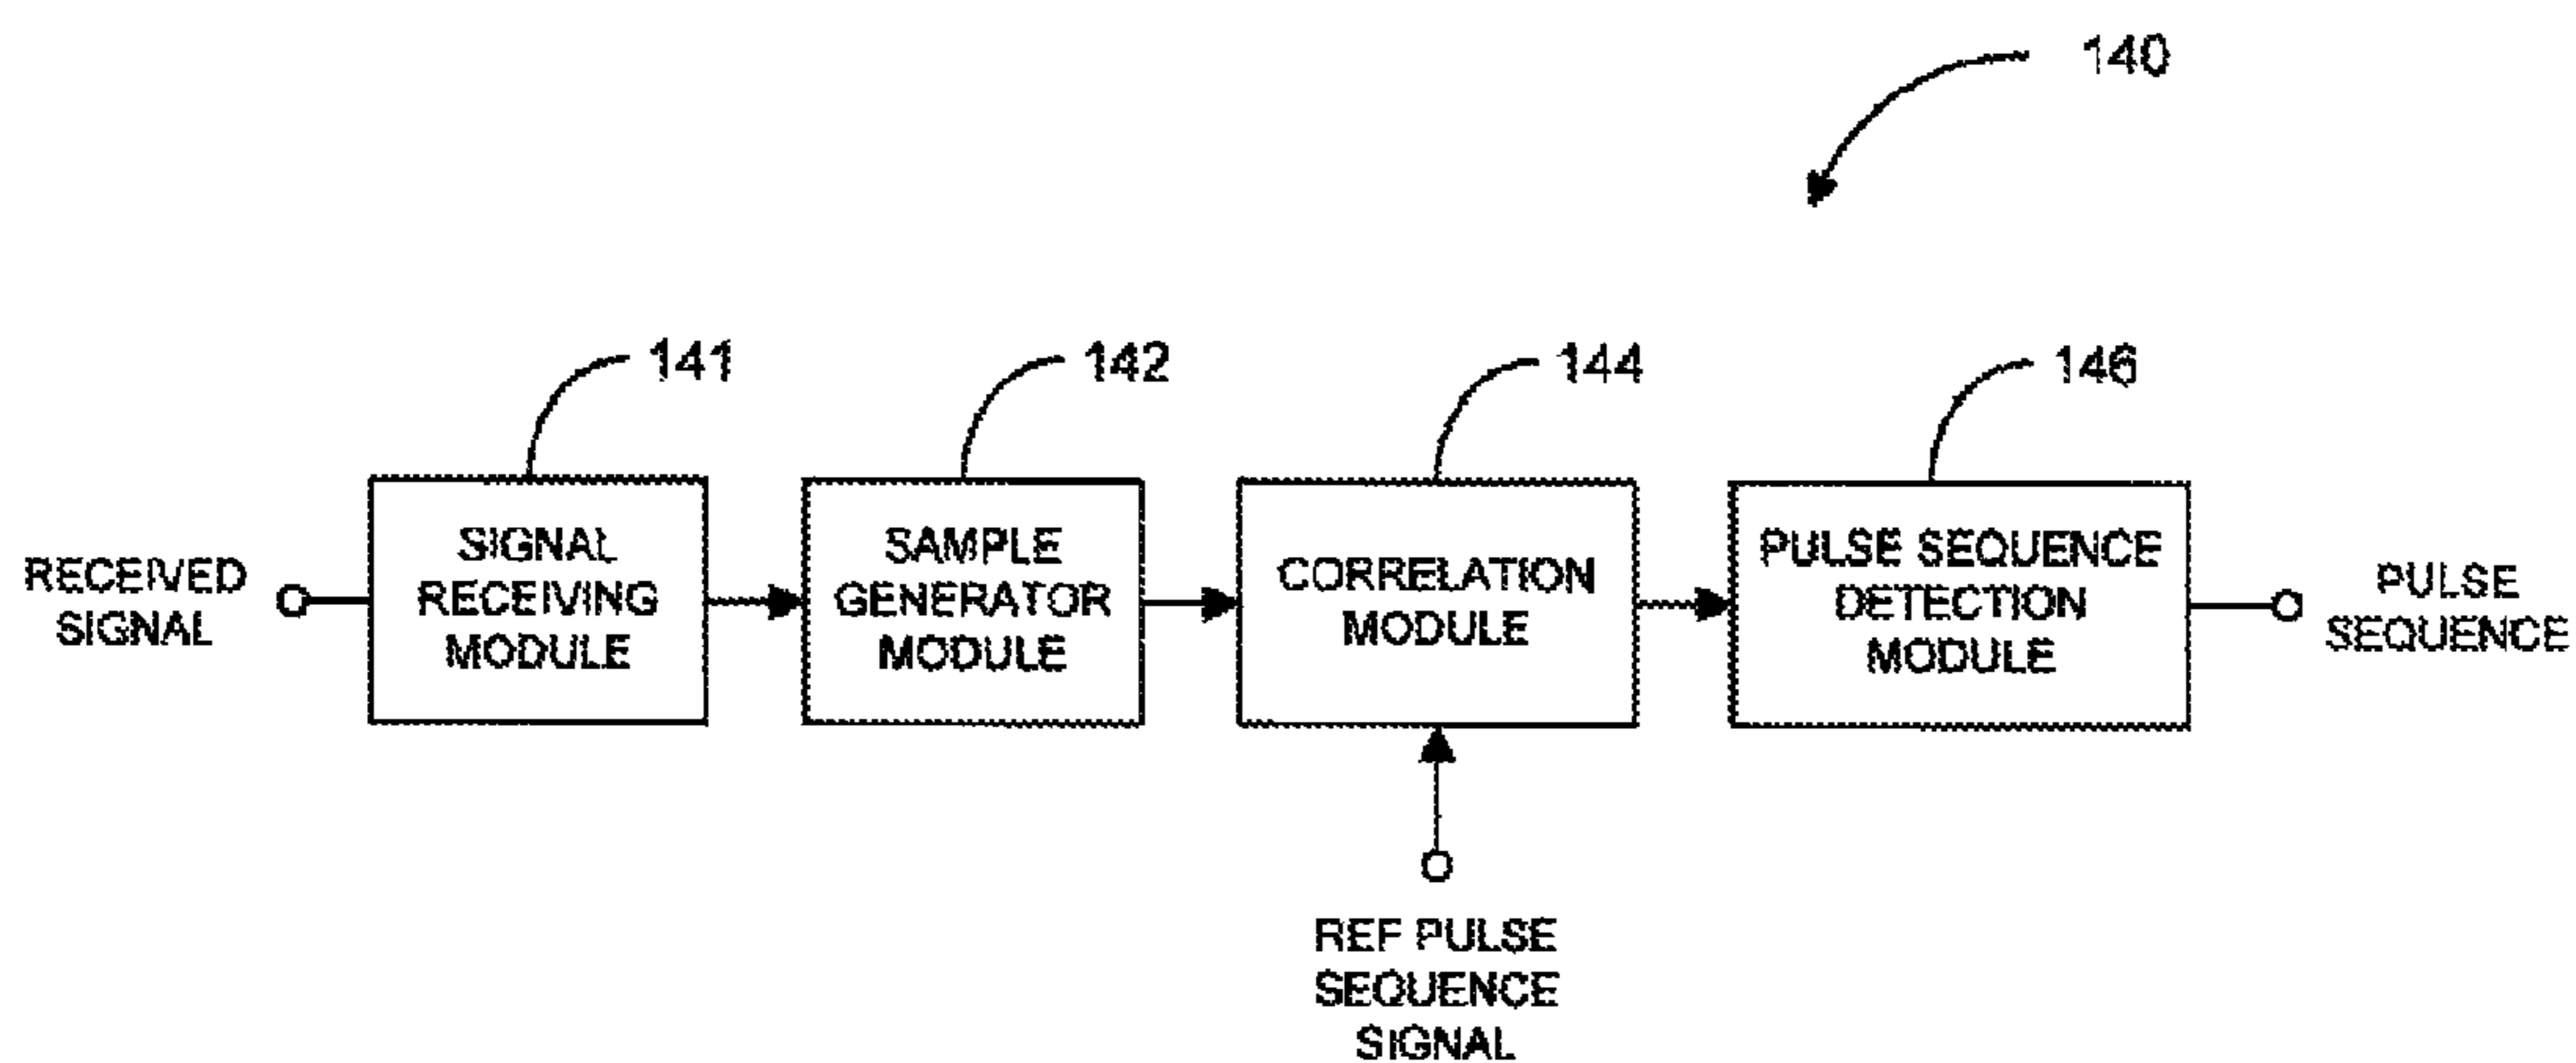 140
141
142
144
146
RECEIVED
SIGNAL
SIGNAL
RECEIVING
MODULE
SAMPLE
GENERATOR
MODULE
CORRELATION
MODULE
PULSE SEQUENCE
DETECTION
MODULE
PULSE
SEQUENCE
REF PULSE
SEQUENCE
SIGNAL